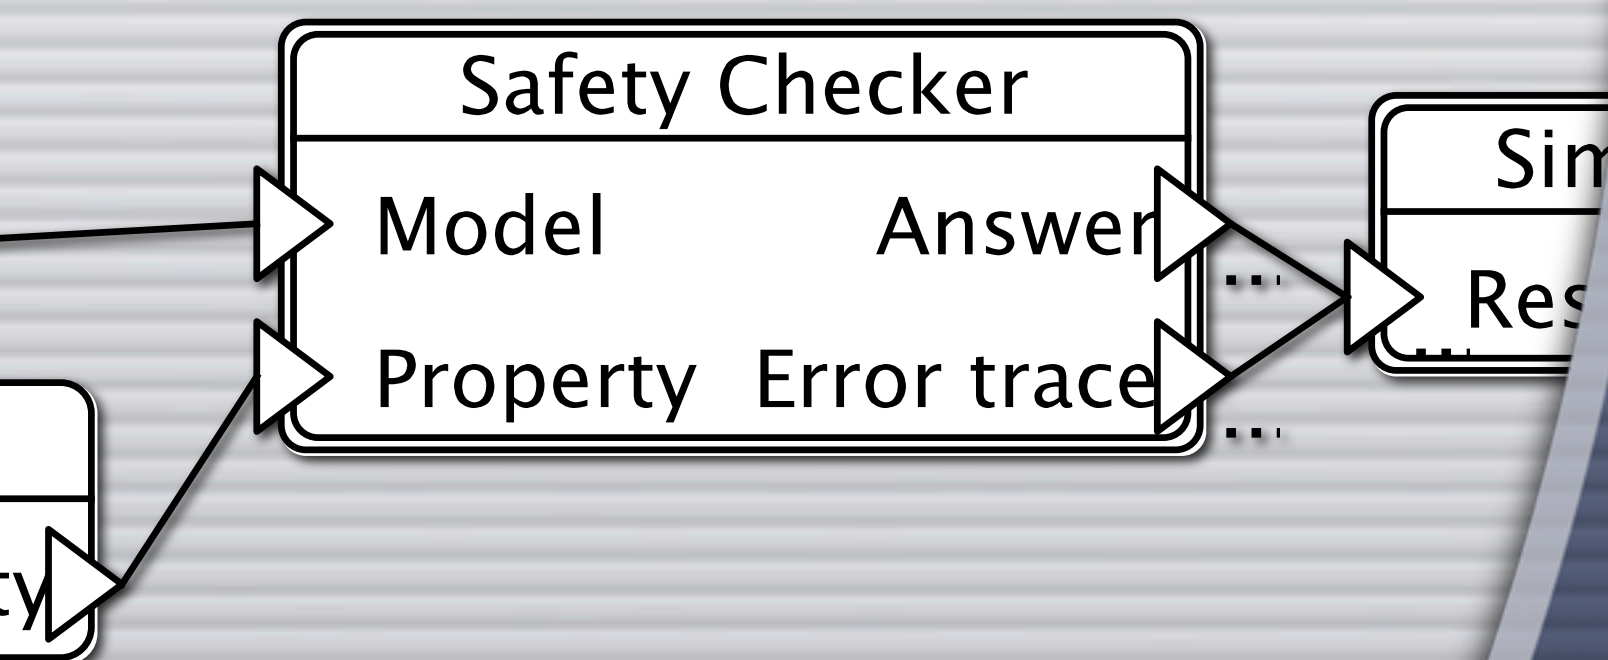 Safety Checker
Model Answer
Property Error trace
...
...
...